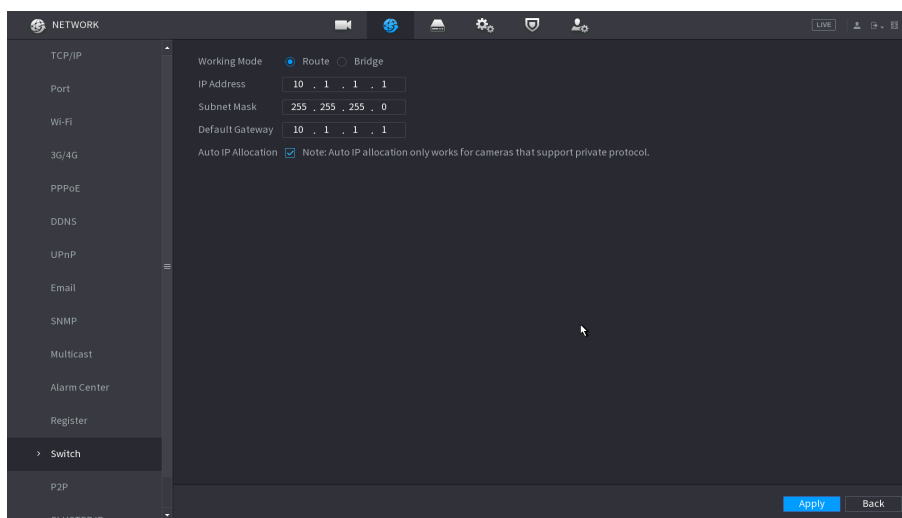 NETWORK
LIVE
TCP/IP
Port
Wi-Fi
3G/4G
PPPoE
DDNS
UPnP
Email
SNMP
Multicast
Alarm Center
Register
Switch
P2P
Working Mode Route Bridge
IP Address 10 . 1 . 1 . 1
Subnet Mask 255 . 255 . 255 . 0
Default Gateway 10 . 1 . 1 . 1
Auto IP Allocation Note: Auto IP allocation only works for cameras that support private protocol.
Apply Back